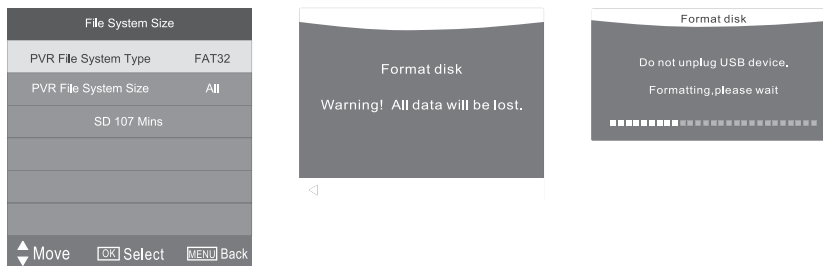 File System Size
PVR File System Type FAT32
PVR File System Size All
SD 107 Mins
Move OK Select MENU Back
Format disk
Warning! All data will be lost.
Format disk
Do not unplug USB device.
Formatting,please wait